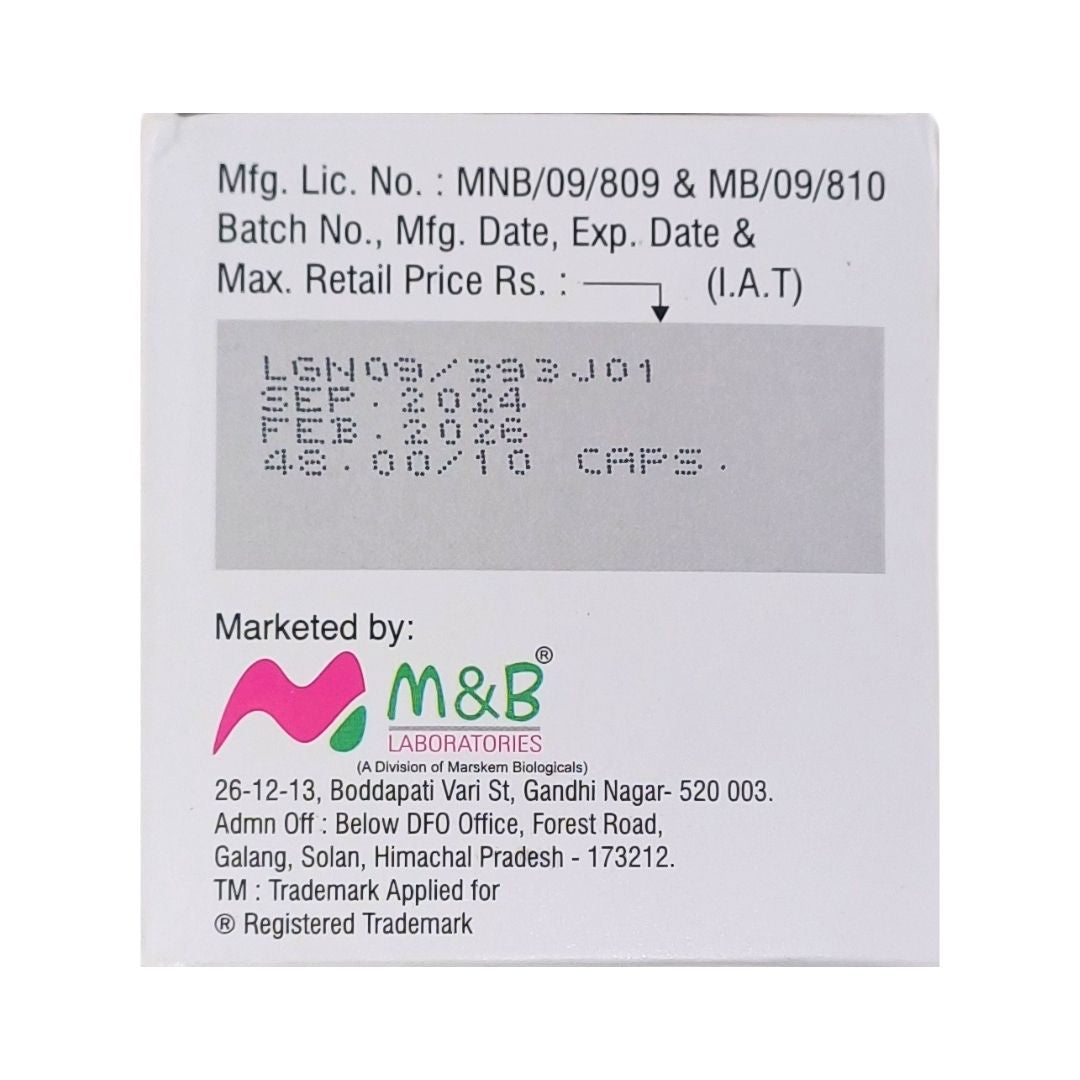 Mfg. Lic. No. : MNB/09/809 & MB/09/810
Batch No., Mfg. Date, Exp. Date &
Max. Retail Price Rs. : (I.A.T)
LGN09/393J01
SEP.2024
FEB.2026
48.00/10 CAPS.
Marketed by:
M&B®
LABORATORIES
(A Division of Marskem Biologicals)
26-12-13, Boddapati Vari St, Gandhi Nagar- 520 003.
Admn Off : Below DFO Office, Forest Road,
Galang, Solan, Himachal Pradesh - 173212.
TM : Trademark Applied for
® Registered Trademark